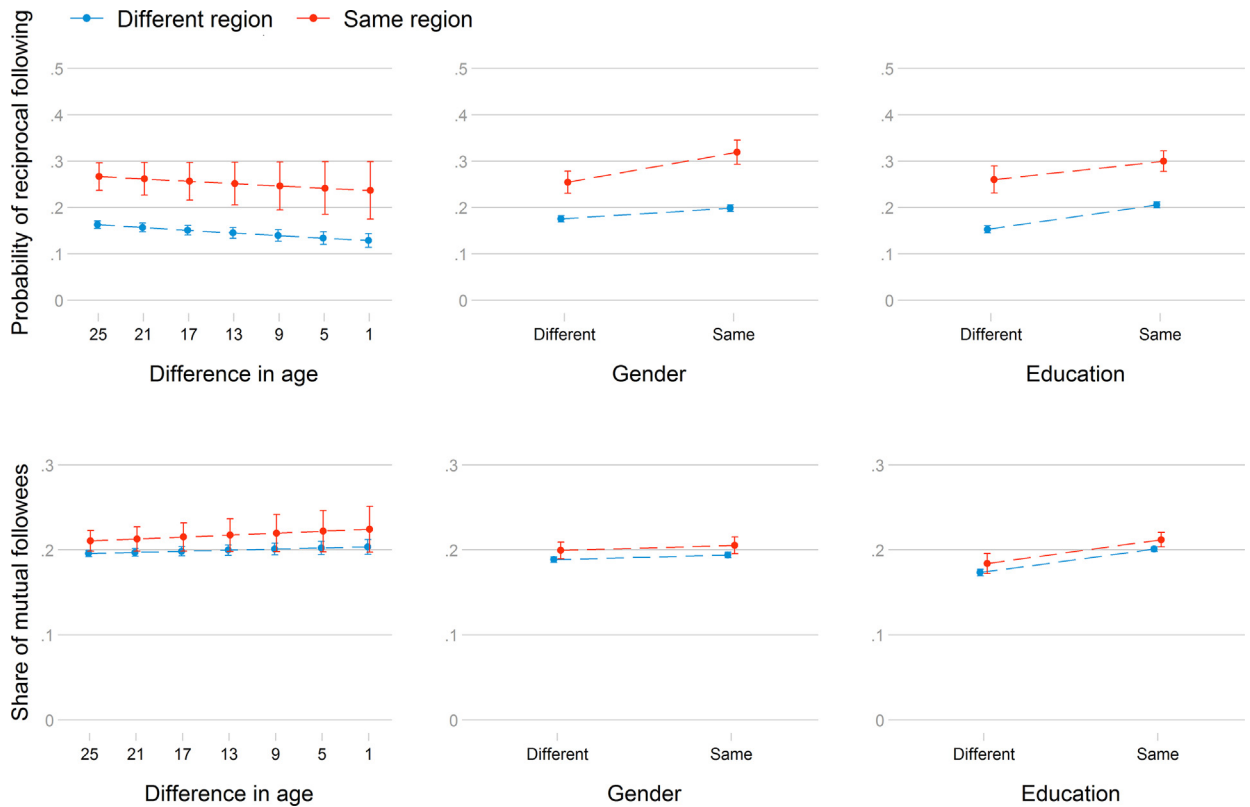 Different region Same region
Probability of reciprocal following
.5
.4
.3
.2
.1
0
25 21 17 13 9 5 1
Difference in age
.5
.4
.3
.2
.1
0
Different Same
Gender
.5
.4
.3
.2
.1
0
Different Same
Education
Share of mutual followees
.3
.2
.1
0
25 21 17 13 9 5 1
Difference in age
.3
.2
.1
0
Different Same
Gender
.3
.2
.1
0
Different Same
Education